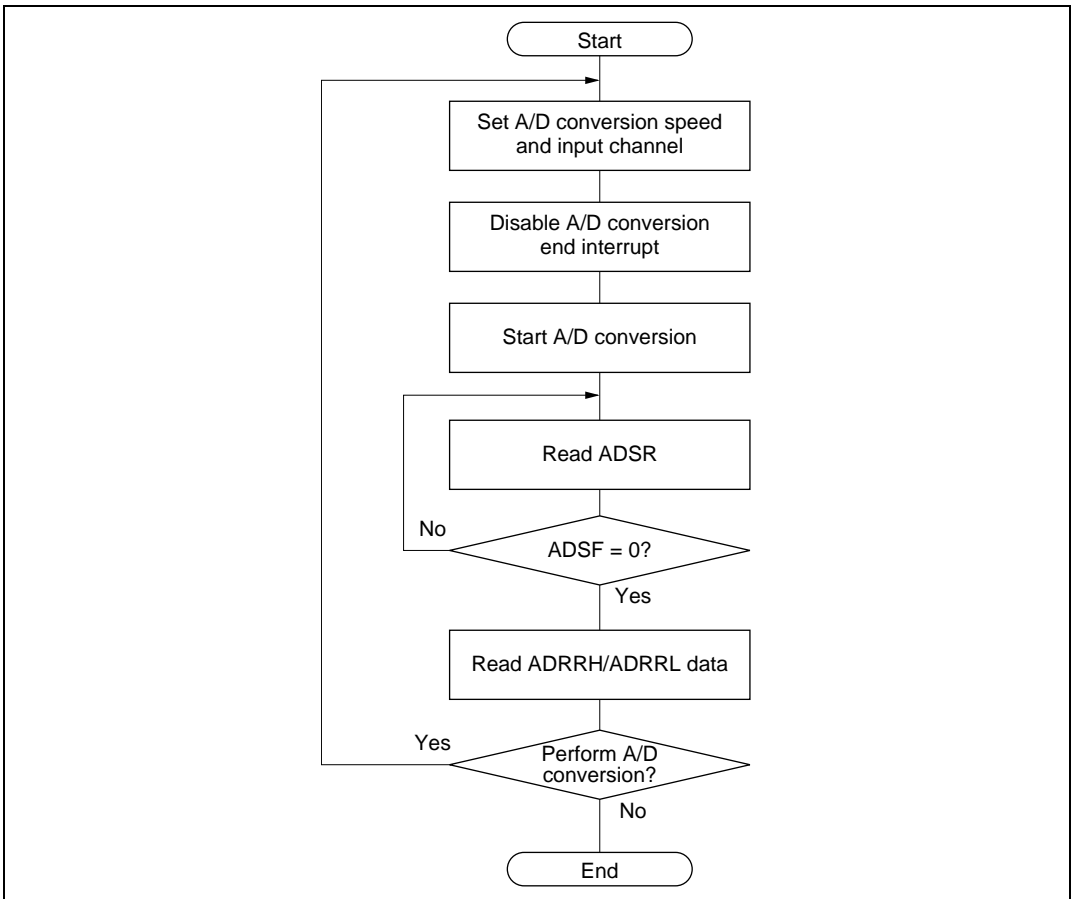 Start
Set A/D conversion speed
and input channel
Disable A/D conversion
end interrupt
Start A/D conversion
Read ADSR
No
ADSF = 0?
Yes
Read ADRRH/ADRRL data
Yes
Perform A/D
conversion?
No
End